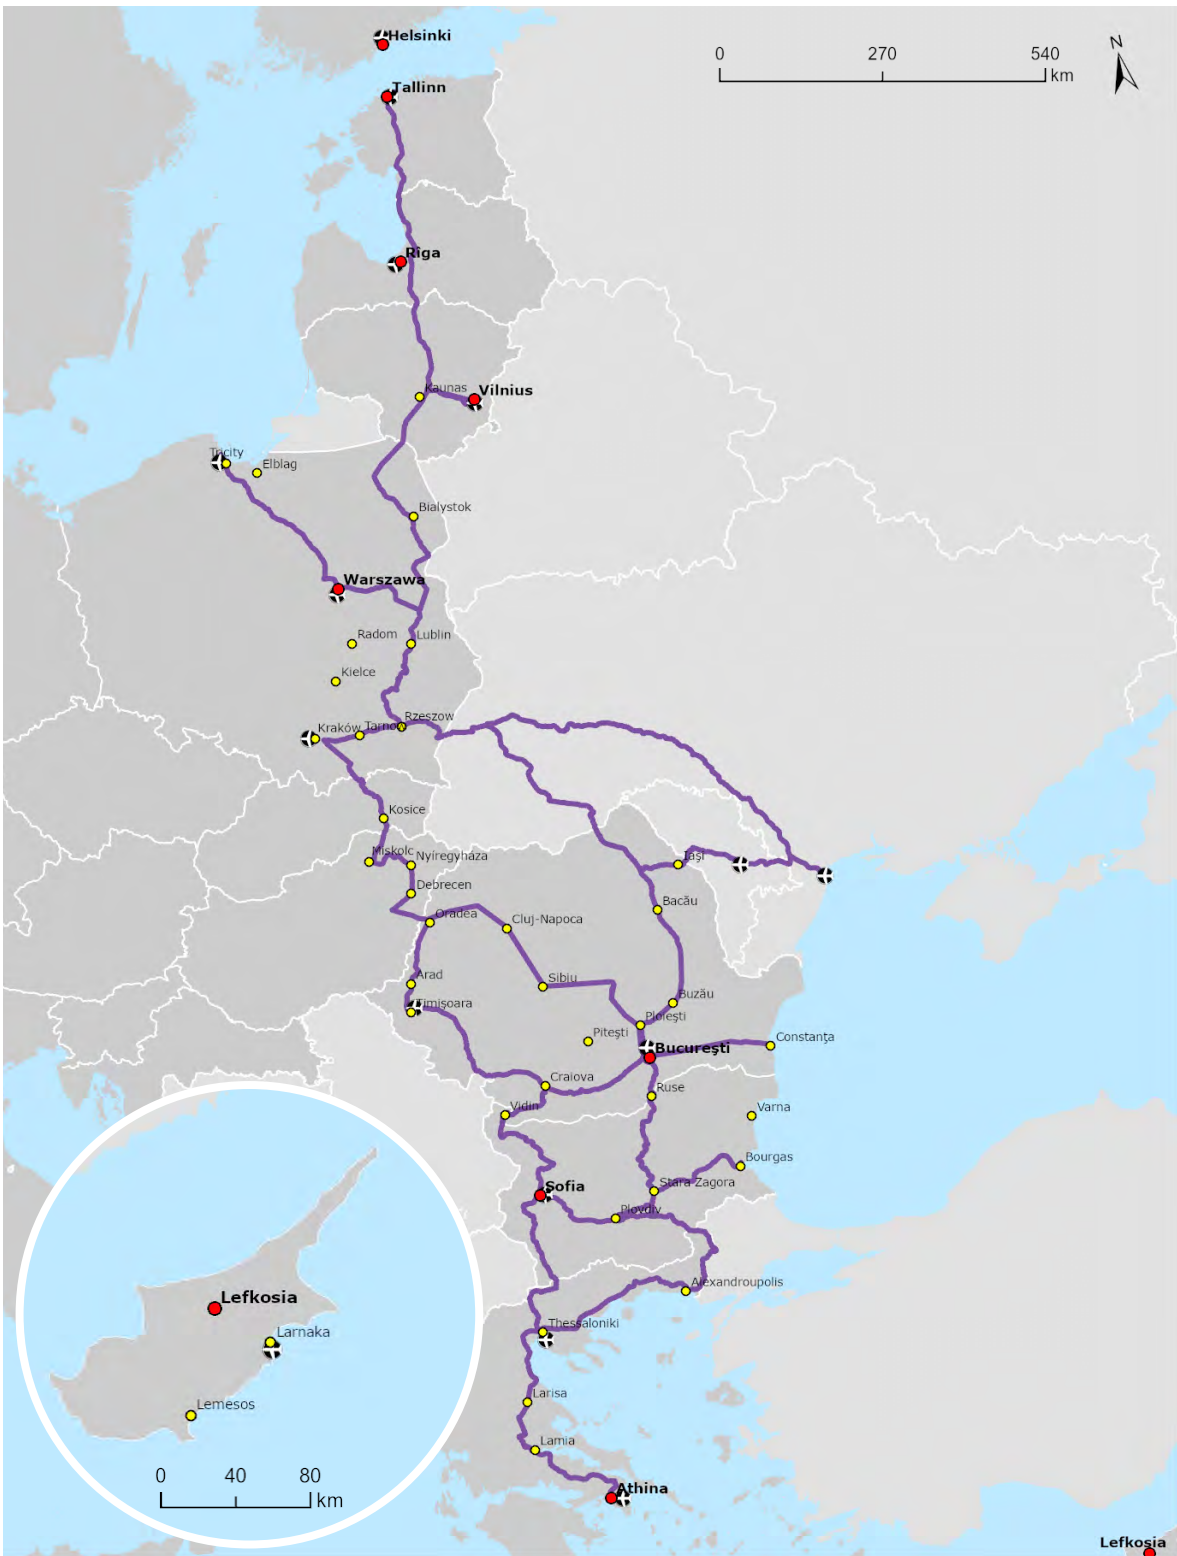 Helsinki
0 270 540
km
N
Tallinn
Rīga
Kaunas
Vilnius
Tricity
Elblag
Bialystok
Warszawa
Radom
Lublin
Kielce
Rzeszow
Kraków
Tarnow
Kosice
Miskolc
Nyíregyháza
Iaşi
Debrecen
Bacău
Oradea
Cluj-Napoca
Arad
Sibiu
Timişoara
Buzău
Ploieşti
Piteşti
Constanţa
Bucureşti
Craiova
Ruse
Vidin
Varna
Bourgas
Sofia
Stara Zagora
Plovdiv
Alexandroupolis
Lefkosia
Thessaloniki
Larnaka
Larisa
Lemesos
Lamia
0 40 80
km
Athina
Lefkosia